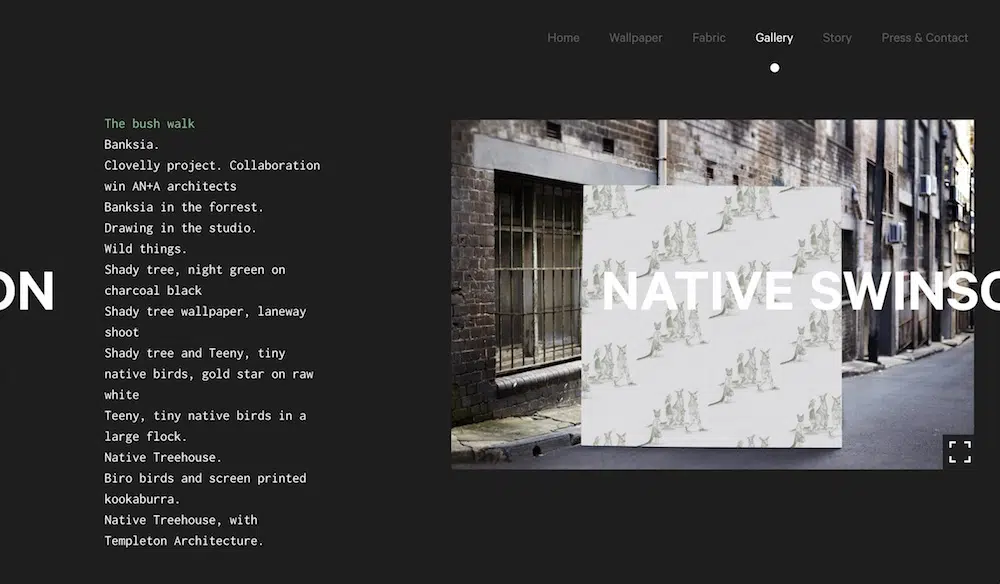 Home Wallpaper Fabric Gallery Story Press & Contact
The bush walk
Banksia.
Clovelly project. Collaboration
win AN+A architects
Banksia in the forrest.
Drawing in the studio.
Wild things.
Shady tree, night green on
charcoal black
Shady tree wallpaper, laneway
shoot
Shady tree and Teeny, tiny
native birds, gold star on raw
white
Teeny, tiny native birds in a
large flock.
Native Treehouse.
Biro birds and screen printed
kookaburra.
Native Treehouse, with
Templeton Architecture.
ON
NATIVE SWINSO